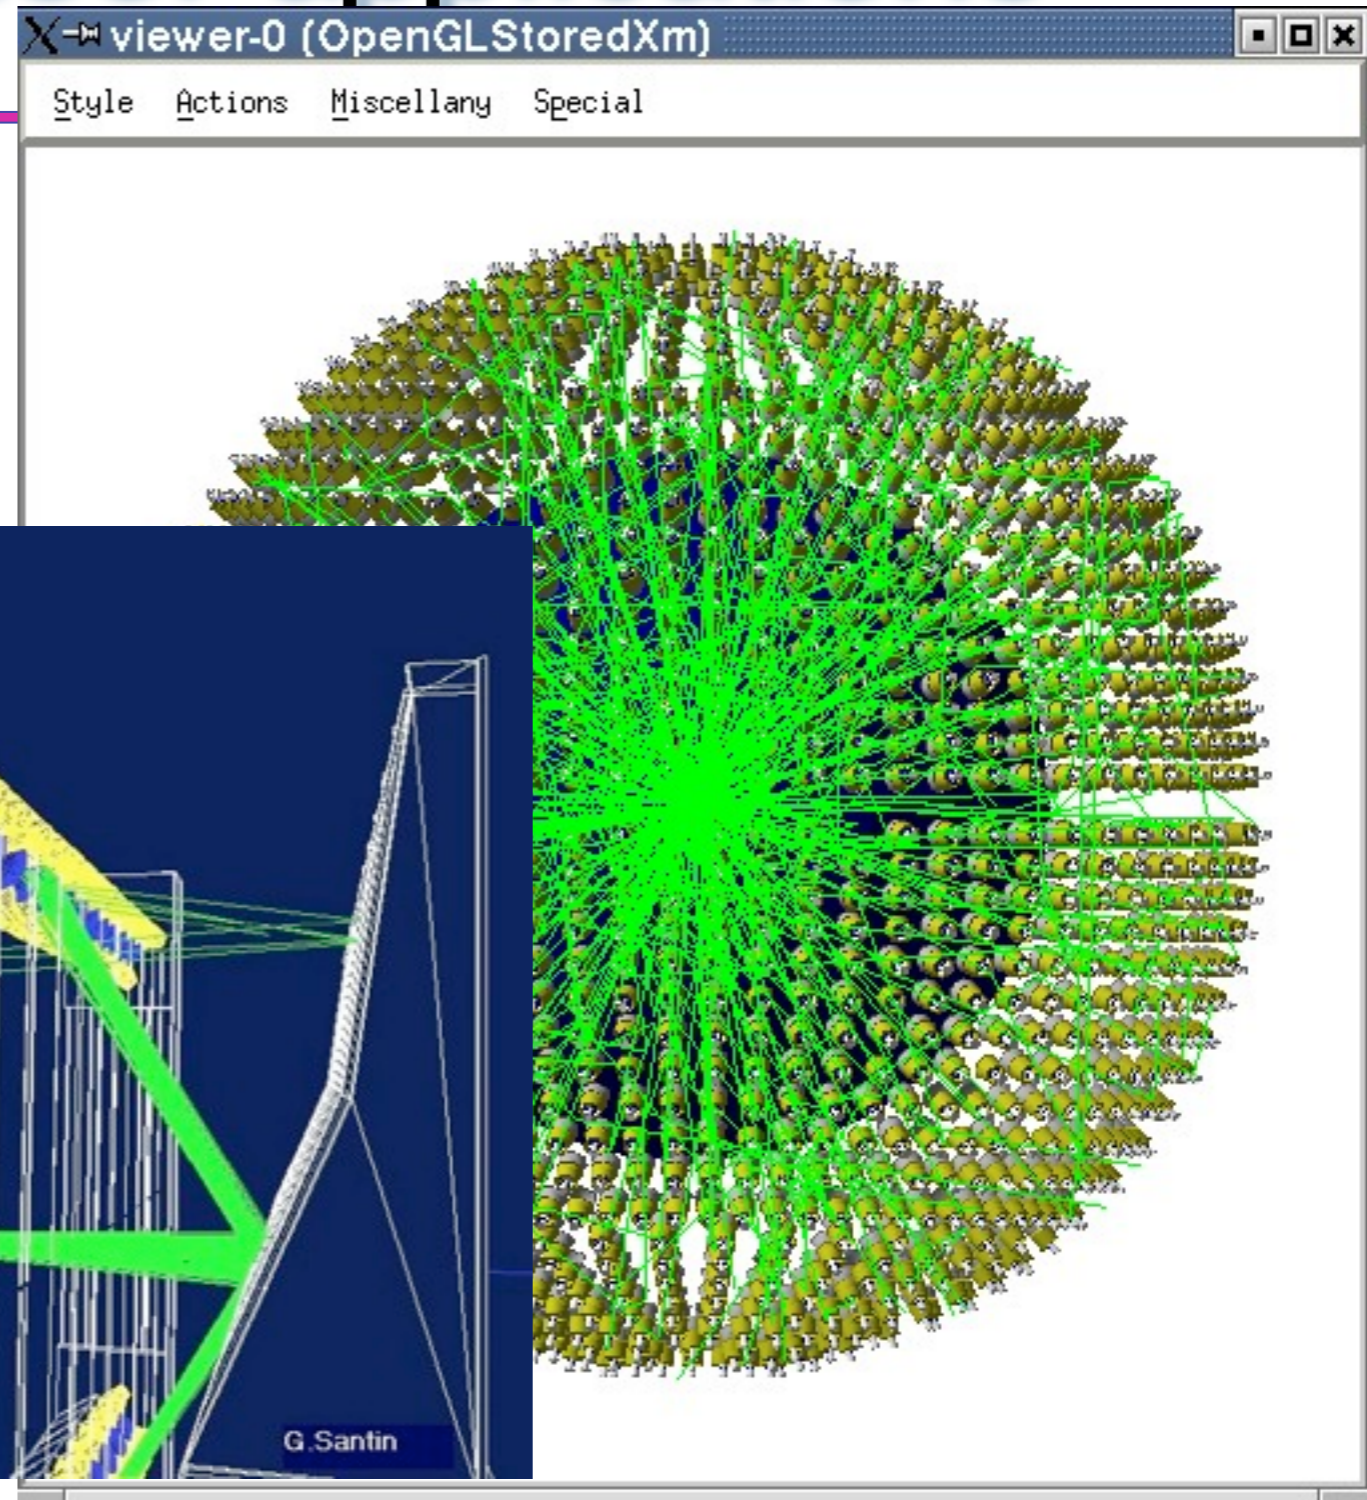 viewer-0 (OpenGLStoredXm)
Style Actions Miscellany Special
G.Santin